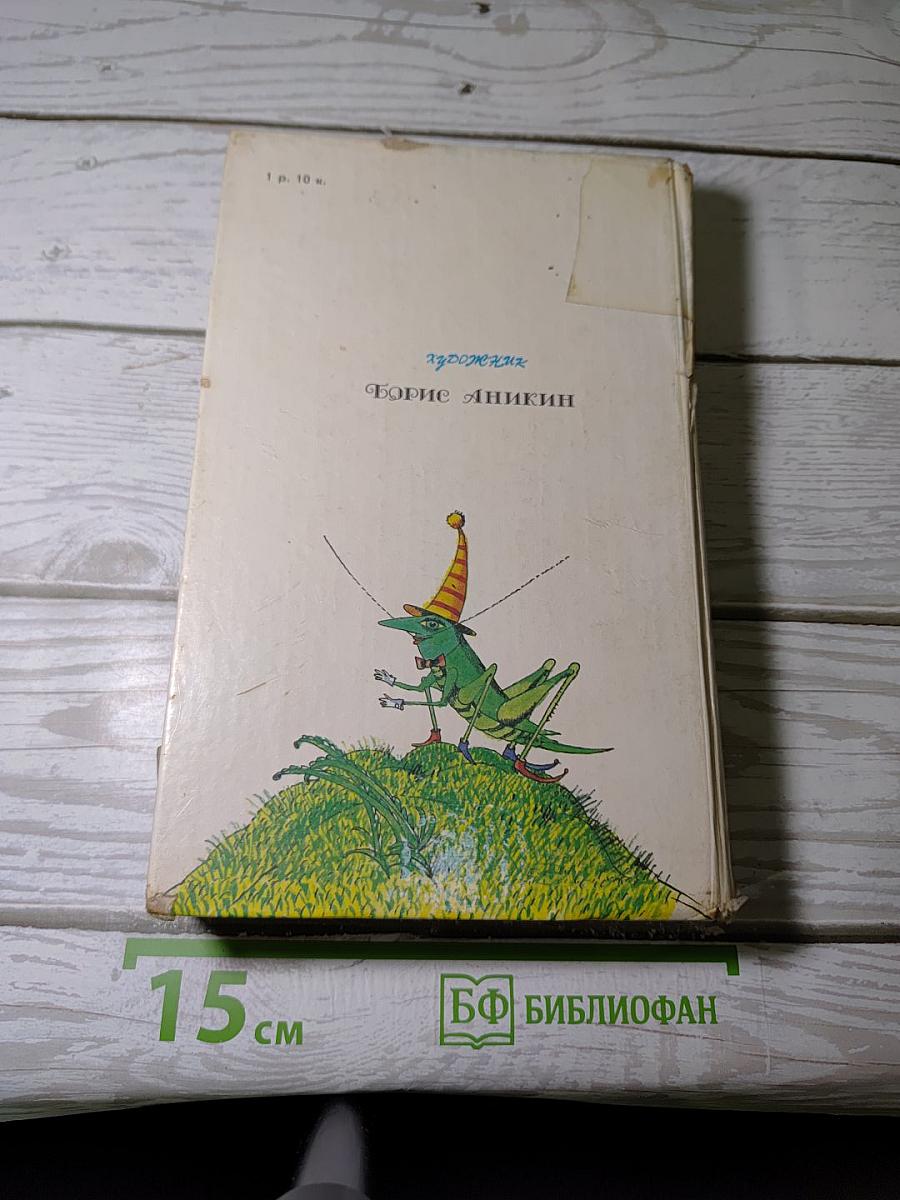 1 р. 10 к.
художник
Борис Аникин
15 см
БФ БИБЛИОФАН